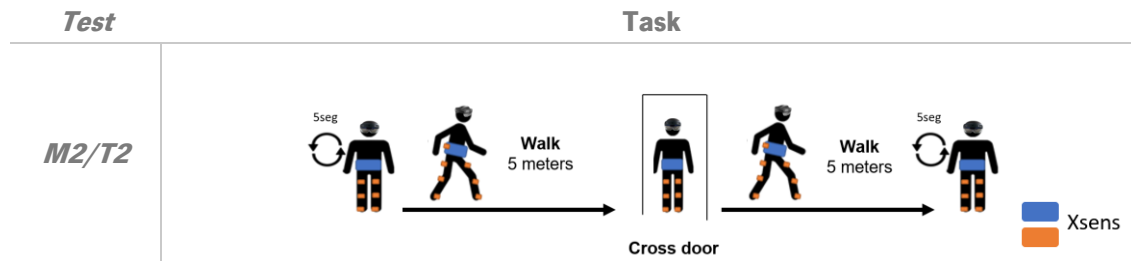 Test
Task
M2/T2
5seg
Walk
5 meters
Cross door
Walk
5 meters
5seg
Xsens